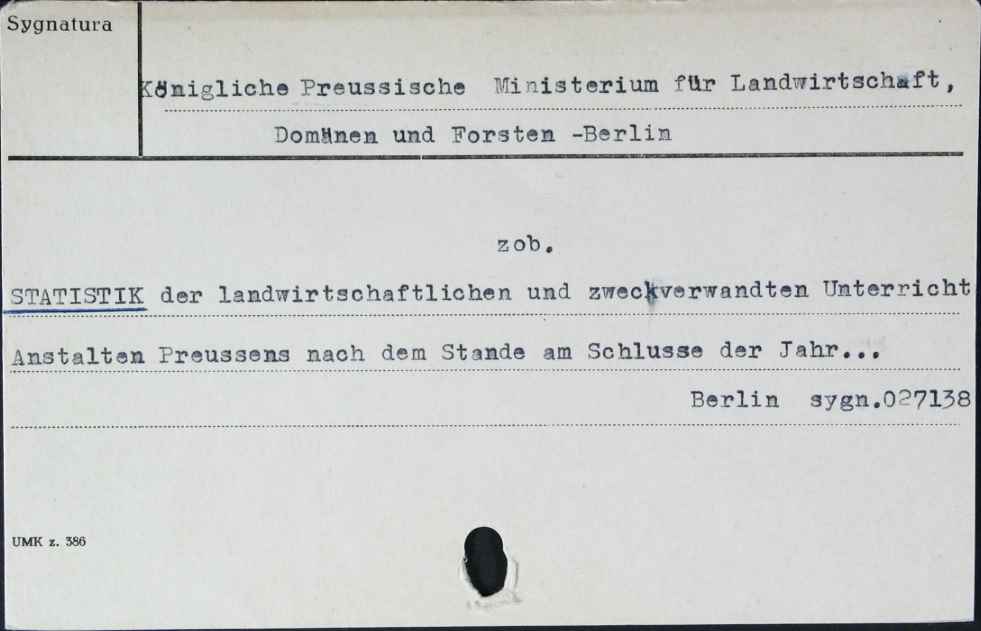 Sygnatura
Königliche Preussische Ministerium für Landwirtschaft,
Domänen und Forsten -Berlin
zob.
STATISTIK der landwirtschaftlichen und zweckverwandten Unterricht
Anstalten Preussens nach dem Stande am Schlusse der Jahr...
Berlin sygn.027138
UMK z. 386